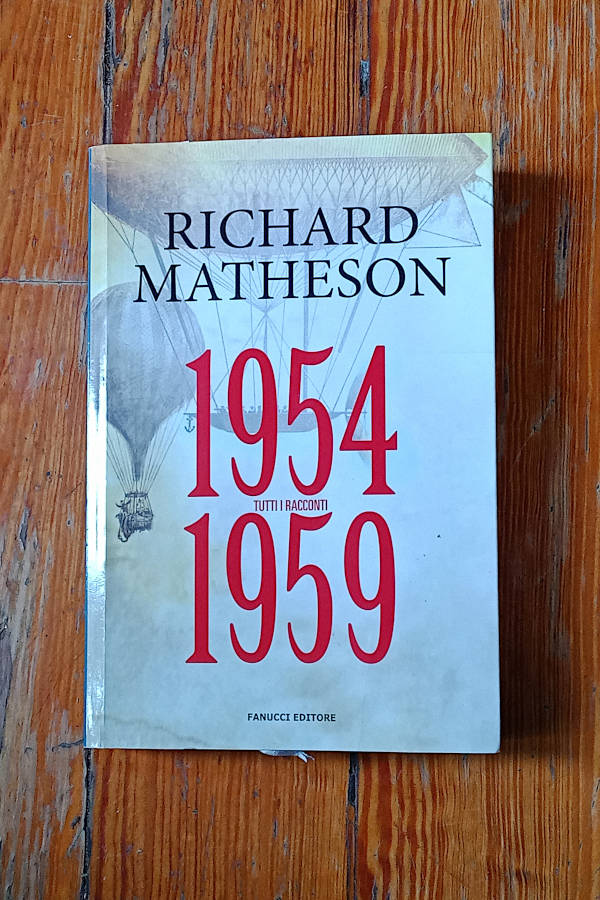 RICHARD
MATHESON
1954
TUTTI I RACCONTI
1959
FANUCCI EDITORE